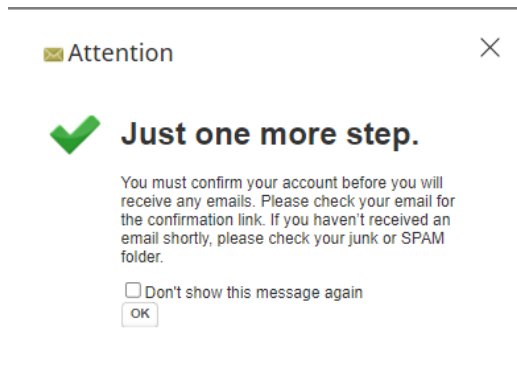 Attention
Just one more step.
You must confirm your account before you will
receive any emails. Please check your email for
the confirmation link. If you haven't received an
email shortly, please check your junk or SPAM
folder.
Don't show this message again
OK